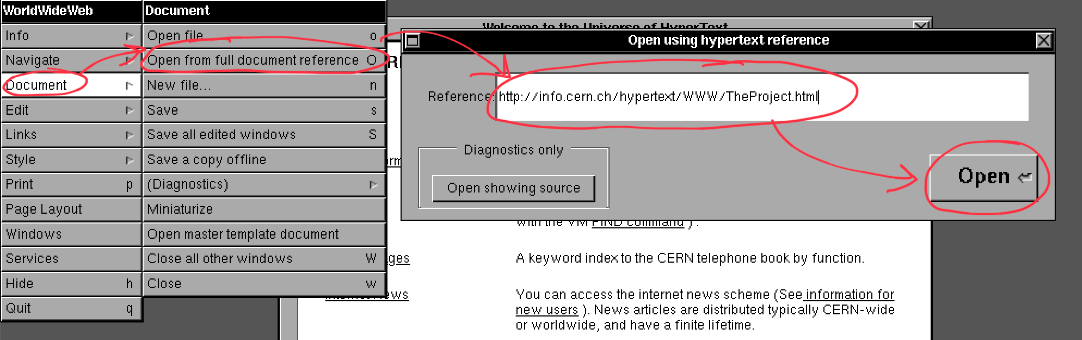 WorldWideWeb
Info
Navigate
Document
Edit
Links
Style
Print p
Page Layout
Windows
Services
Hide h
Quit q
Document
Open file... o
Open from full document reference O
New file... n
Save s
Save all edited windows S
Save a copy offline
(Diagnostics)
Miniaturize
Open master template document
Close all other windows W
Close w
Welcome to the Universe of HyperText
Open using hypertext reference
Reference: http://info.cern.ch/hypertext/WWW/TheProject.html
Diagnostics only
Open showing source
Open
with the VM FIND command ) .
A keyword index to the CERN telephone book by function.
You can access the internet news scheme (See information for
new users ). News articles are distributed typically CERN-wide
or worldwide, and have a finite lifetime.